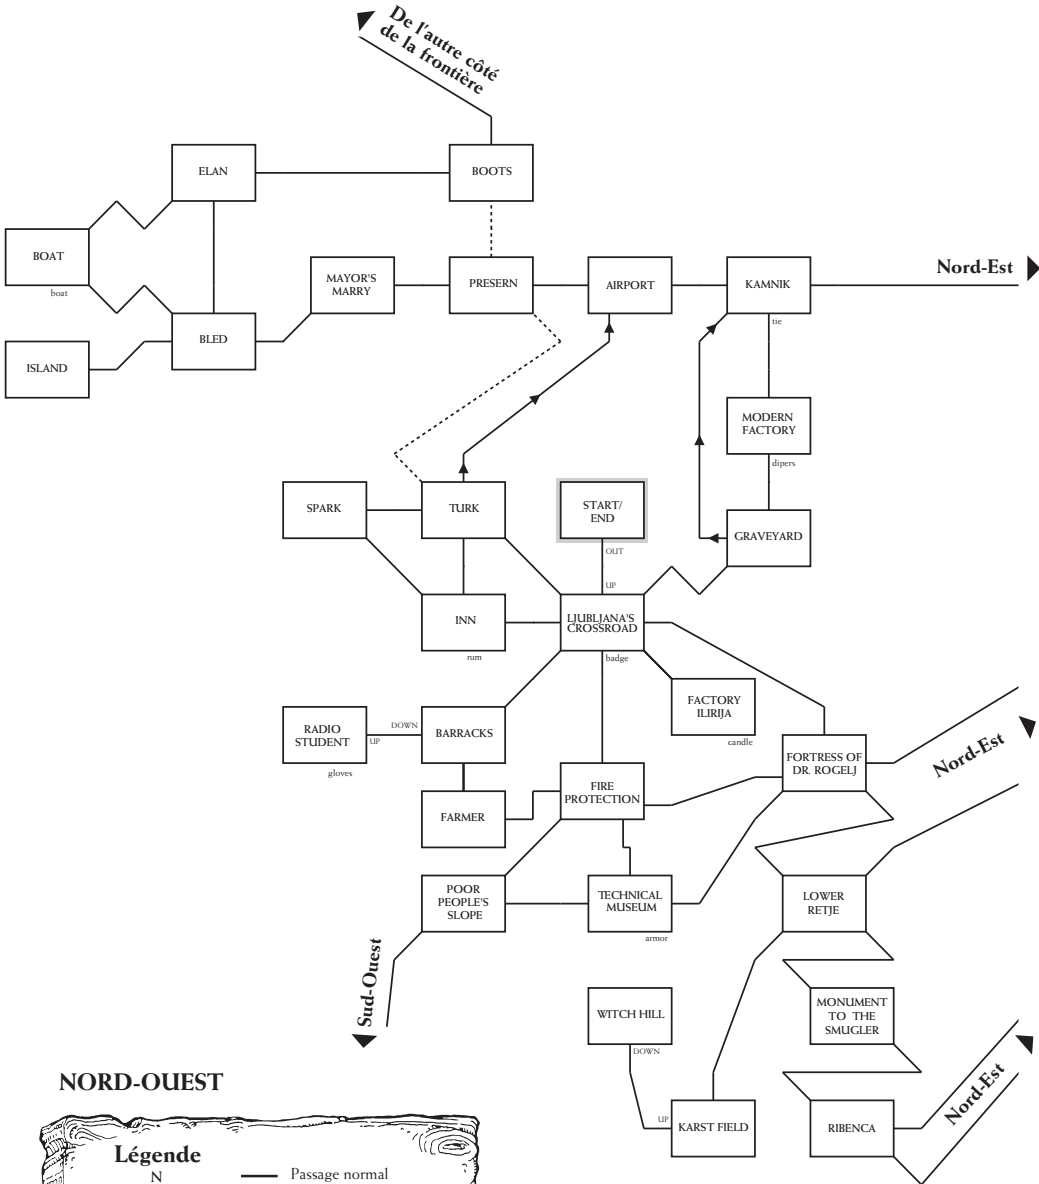 De l'autre côté
de la frontière
ELAN
BOOTS
BOAT
boat
MAYOR'S
MARRY
PRESERN
AIRPORT
KAMNIK
tie
Nord-Est
BLED
ISLAND
MODERN
FACTORY
dipers
SPARK
TURK
START/
END
OUT
UP
GRAVEYARD
INN
rum
LJUBLJANA'S
CROSSROAD
badge
FACTORY
ILIRIJA
candle
RADIO
STUDENT
gloves
UP
DOWN
BARRACKS
FORTRESS OF
DR. ROGELJ
Nord-Est
FIRE
PROTECTION
FARMER
POOR
PEOPLE'S
SLOPE
TECHNICAL
MUSEUM
armor
LOWER
RETJE
Sud-Ouest
WITCH HILL
DOWN
MONUMENT
TO THE
SMUGLER
UP
KARST FIELD
RIBENCA
Nord-Est
NORD-OUEST
Légende
N
Passage normal